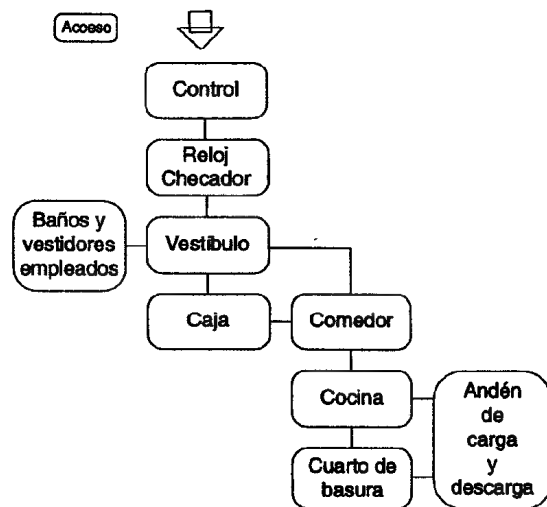 Acceso
Control
Reloj
Checador
Baños y
vestidores
empleados
Vestíbulo
Caja
Comedor
Cocina
Andén
de
carga
y
descarga
Cuarto de
basura